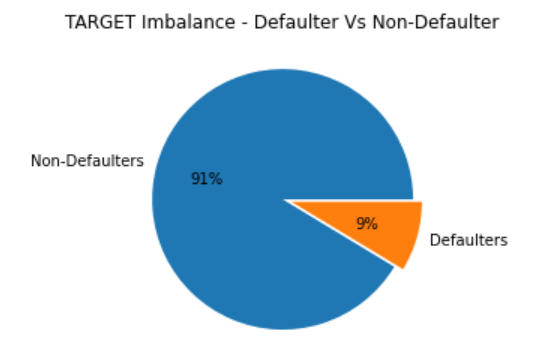 TARGET Imbalance - Defaulter Vs Non-Defaulter
Non-Defaulters
91%
9%
Defaulters